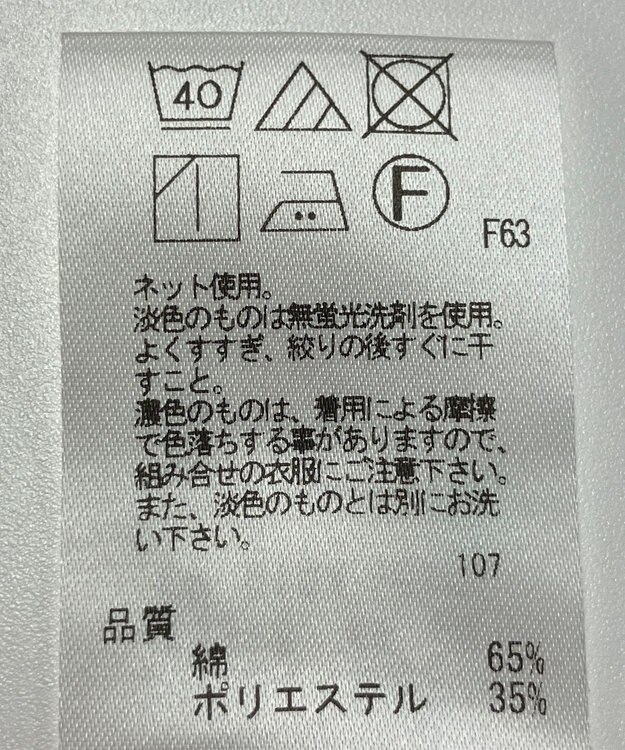 40
F
F63
ネット使用。
淡色のものは無蛍光洗剤を使用。
よくすすぎ、絞りの後すぐに干
すこと。
濃色のものは、着用による摩擦
で色落ちする事がありますので、
組み合せの衣服にご注意下さい。
また、淡色のものとは別にお洗
い下さい。
107
品質
綿 65%
ポリエステル 35%